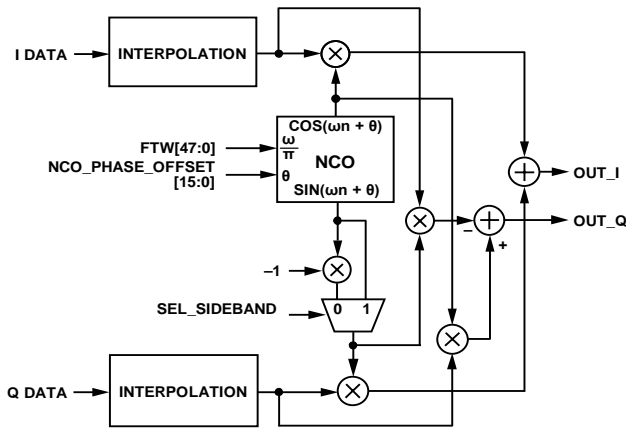 I DATA
INTERPOLATION
COS(ωn + θ)
FTW[47:0]
ω
π
NCO
NCO_PHASE_OFFSET
[15:0]
θ
SIN(ωn + θ)
OUT_I
OUT_Q
–
+
–1
SEL_SIDEBAND
0 1
Q DATA
INTERPOLATION